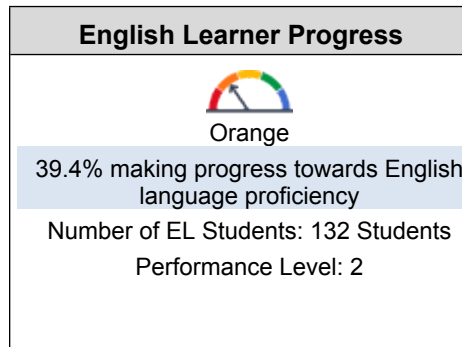 English Learner Progress
Orange
39.4% making progress towards English
language proficiency
Number of EL Students: 132 Students
Performance Level: 2